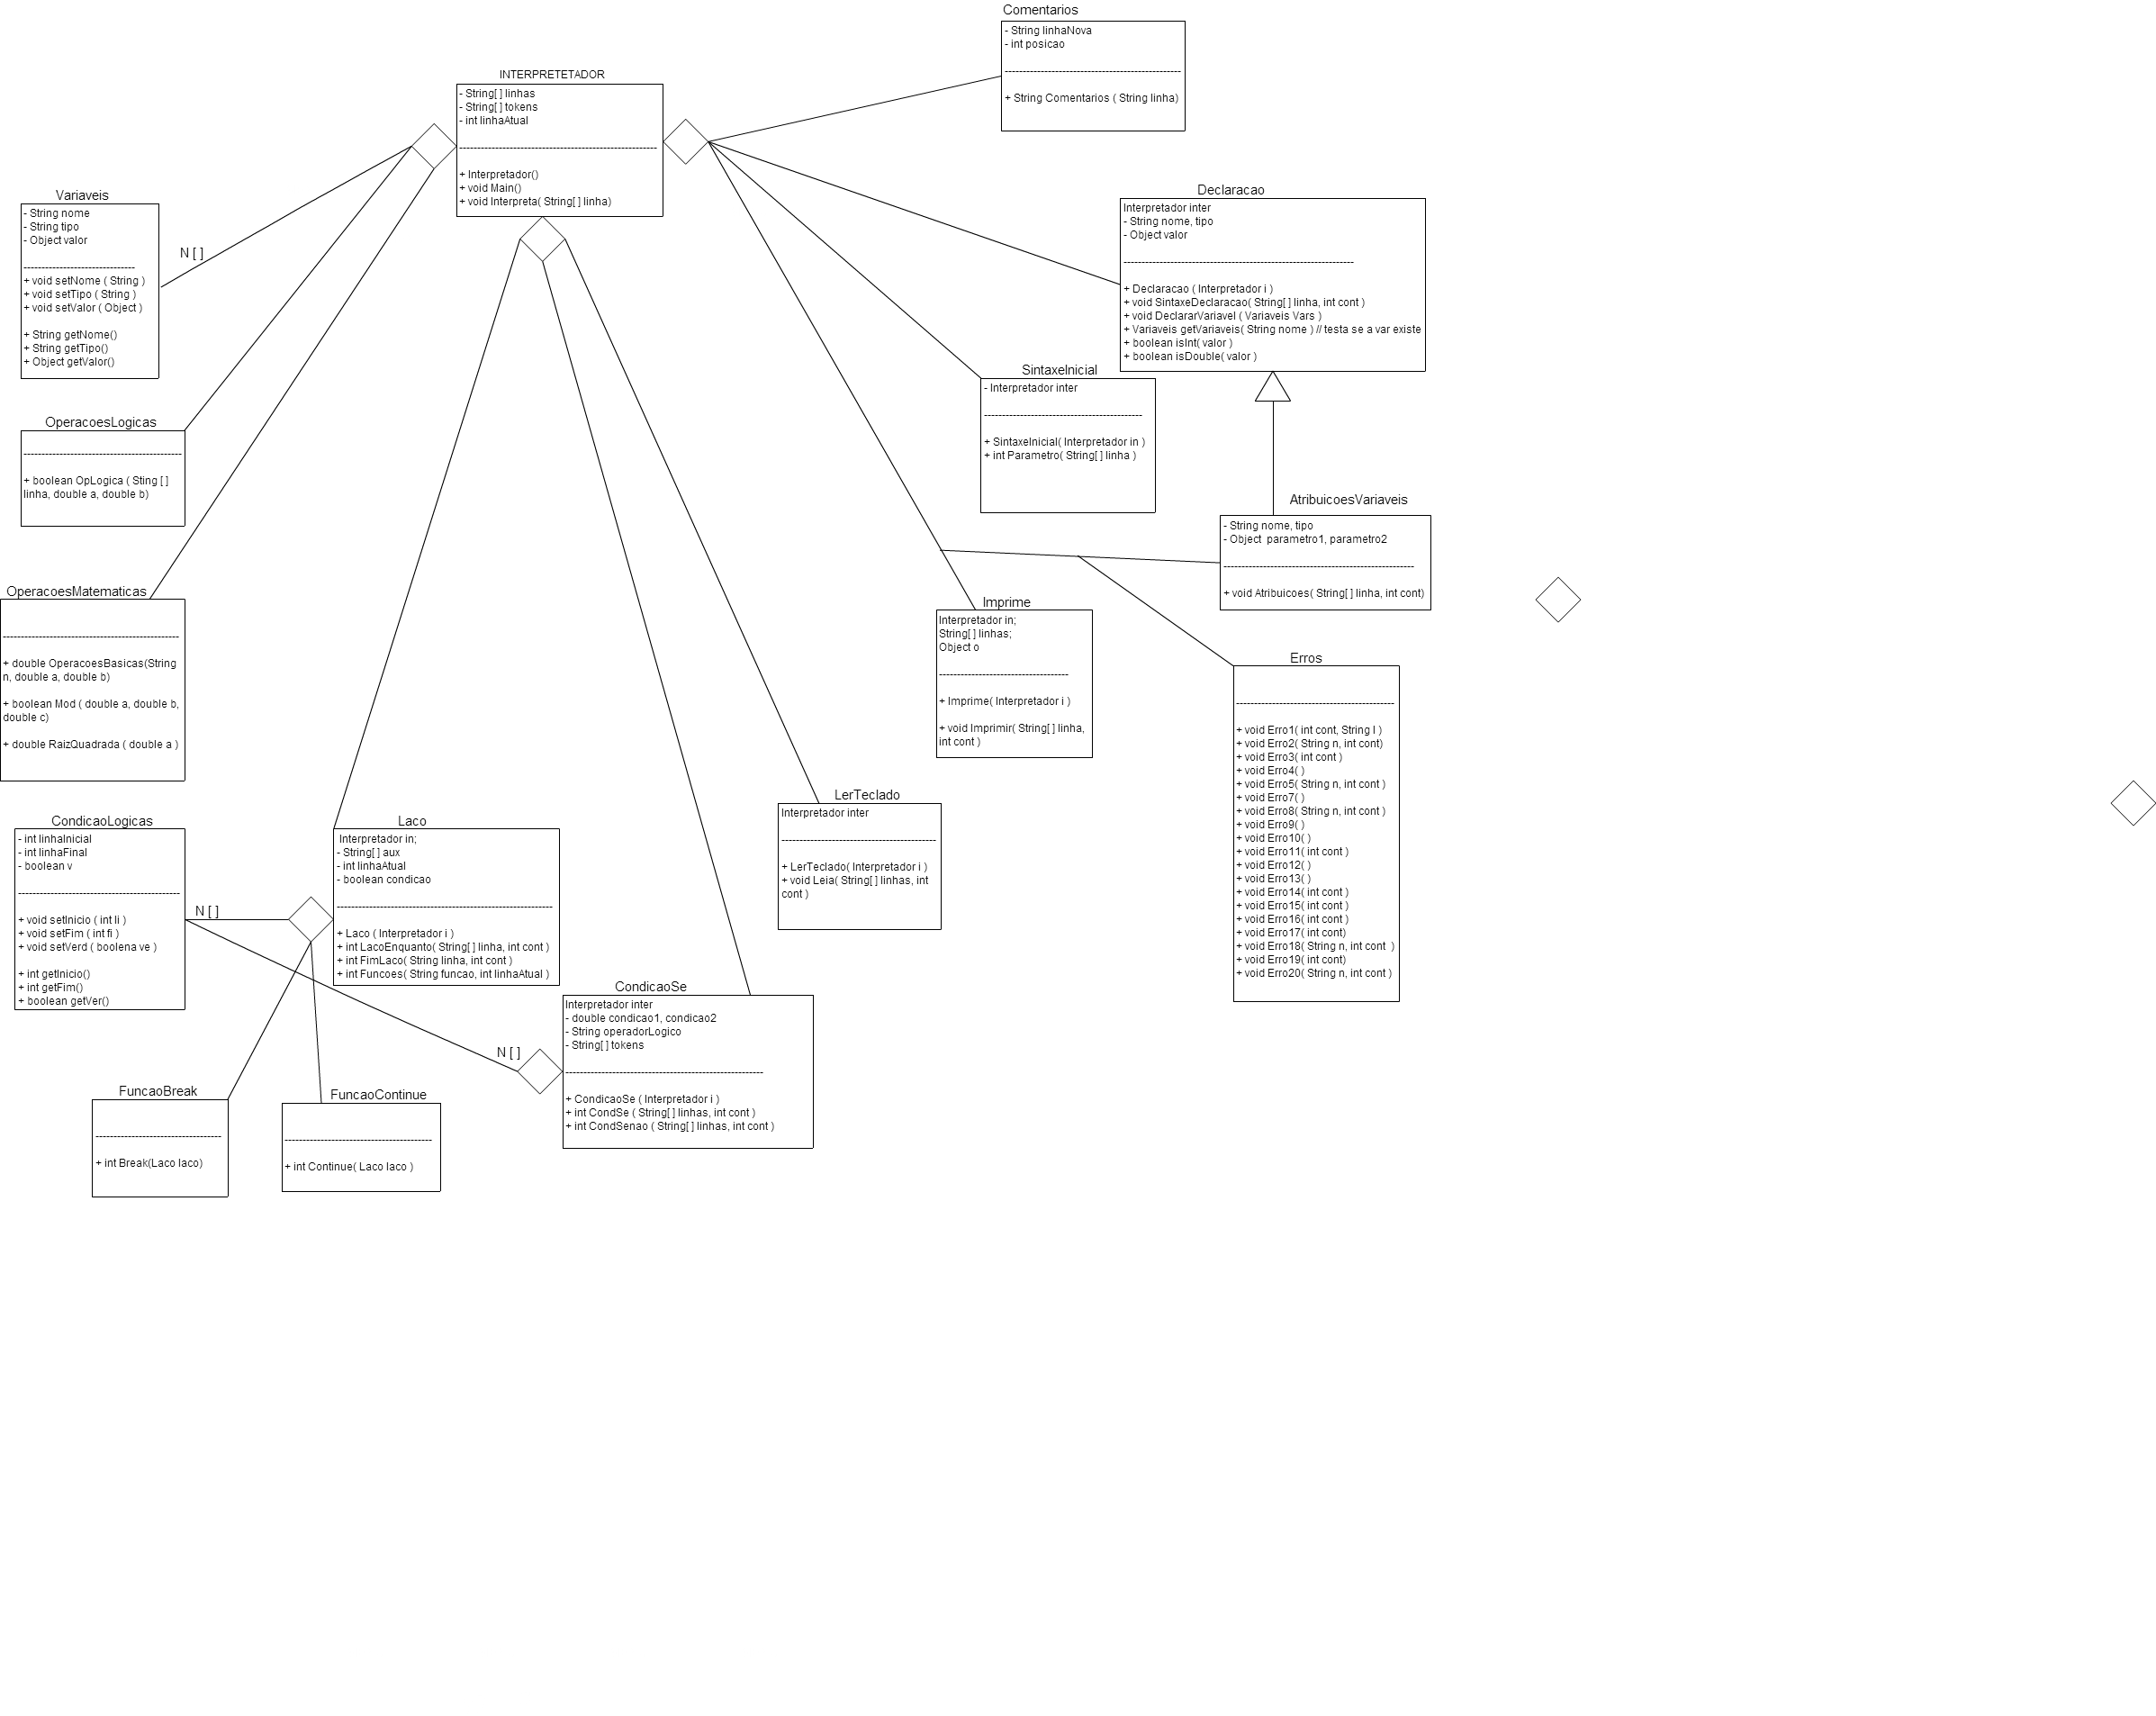 Comentarios
- String linhaNova
- int posicao
-------------------------------------------------
+ String Comentarios ( String linha)
INTERPRETETADOR
- String[ ] linhas
- String[ ] tokens
- int linhaAtual
-------------------------------------------------------
+ Interpretador()
+ void Main()
+ void Interpreta( String[ ] linha)
Variaveis
- String nome
- String tipo
- Object valor
-------------------------------
+ void setNome ( String )
+ void setTipo ( String )
+ void setValor ( Object )
+ String getNome()
+ String getTipo()
+ Object getValor()
N [ ]
Declaracao
Interpretador inter
- String nome, tipo
- Object valor
----------------------------------------------------------------
+ Declaracao ( Interpretador i )
+ void SintaxeDeclaracao( String[ ] linha, int cont )
+ void DeclararVariavel ( Variaveis Vars )
+ Variaveis getVariaveis( String nome ) // testa se a var existe
+ boolean isInt( valor )
+ boolean isDouble( valor )
SintaxeInicial
- Interpretador inter
--------------------------------------------
+ SintaxeInicial( Interpretador in )
+ int Parametro( String[ ] linha )
OperacoesLogicas
--------------------------------------------
+ boolean OpLogica ( Sting [ ]
linha, double a, double b)
AtribuicoesVariaveis
- String nome, tipo
- Object  parametro1, parametro2
-----------------------------------------------------
+ void Atribuicoes( String[ ] linha, int cont)
OperacoesMatematicas
-------------------------------------------------
+ double OperacoesBasicas(String
n, double a, double b)
+ boolean Mod ( double a, double b,
double c)
+ double RaizQuadrada ( double a )
Imprime
Interpretador in;
String[ ] linhas;
Object o
------------------------------------
+ Imprime( Interpretador i )
+ void Imprimir( String[ ] linha,
int cont )
Erros
--------------------------------------------
+ void Erro1( int cont, String l )
+ void Erro2( String n, int cont)
+ void Erro3( int cont )
+ void Erro4( )
+ void Erro5( String n, int cont )
+ void Erro7( )
+ void Erro8( String n, int cont )
+ void Erro9( )
+ void Erro10( )
+ void Erro11( int cont )
+ void Erro12( )
+ void Erro13( )
+ void Erro14( int cont )
+ void Erro15( int cont )
+ void Erro16( int cont )
+ void Erro17( int cont)
+ void Erro18( String n, int cont  )
+ void Erro19( int cont)
+ void Erro20( String n, int cont )
LerTeclado
Interpretador inter
-------------------------------------------
+ LerTeclado( Interpretador i )
+ void Leia( String[ ] linhas, int
cont )
CondicaoLogicas
- int linhaInicial
- int linhaFinal
- boolean v
---------------------------------------------
+ void setInicio ( int li )
+ void setFim ( int fi )
+ void setVerd ( boolena ve )
+ int getInicio()
+ int getFim()
+ boolean getVer()
N [ ]
Laco
Interpretador in;
- String[ ] aux
- int linhaAtual
- boolean condicao
------------------------------------------------------------
+ Laco ( Interpretador i )
+ int LacoEnquanto( String[ ] linha, int cont )
+ int FimLaco( String linha, int cont )
+ int Funcoes( String funcao, int linhaAtual )
CondicaoSe
Interpretador inter
- double condicao1, condicao2
- String operadorLogico
- String[ ] tokens
-------------------------------------------------------
+ CondicaoSe ( Interpretador i )
+ int CondSe ( String[ ] linhas, int cont )
+ int CondSenao ( String[ ] linhas, int cont )
N [ ]
FuncaoBreak
-----------------------------------
+ int Break(Laco laco)
FuncaoContinue
-----------------------------------------
+ int Continue( Laco laco )